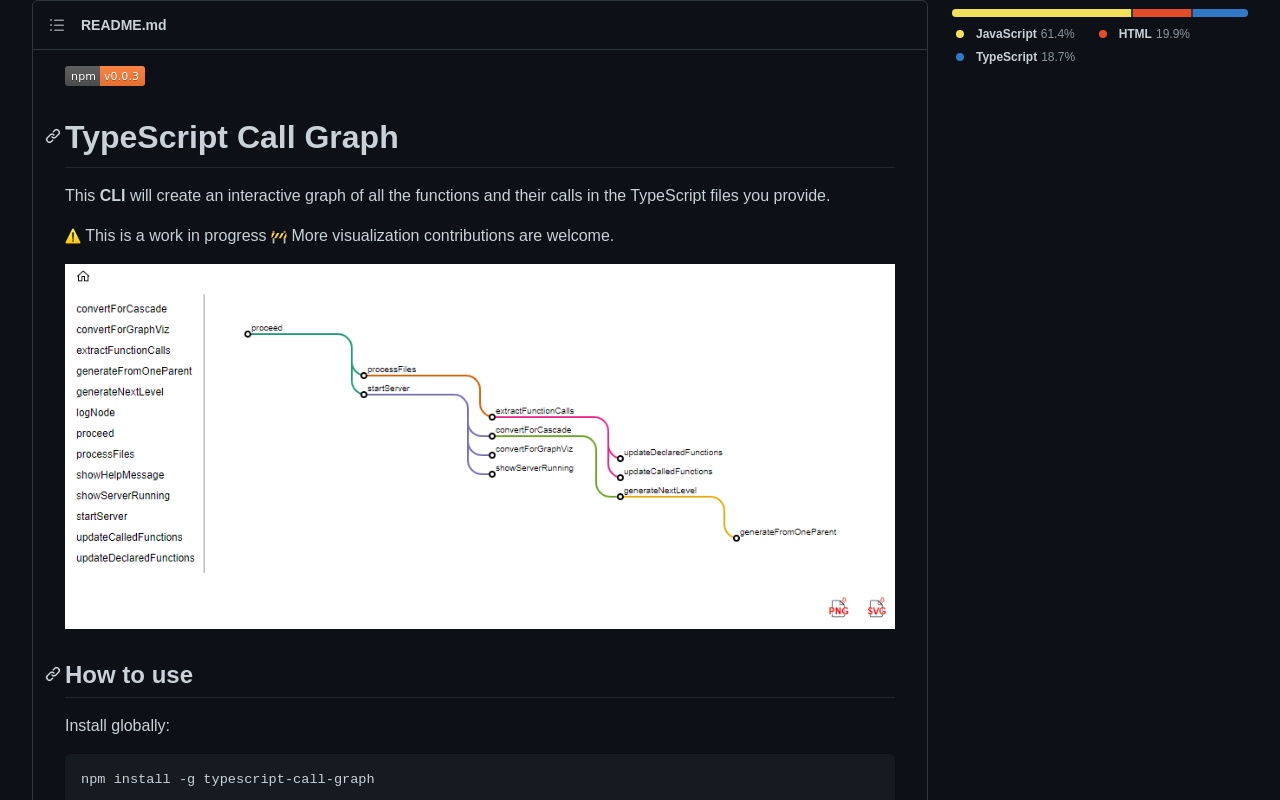 README.md
npm v0.0.3
TypeScript Call Graph
This CLI will create an interactive graph of all the functions and their calls in the TypeScript files you provide.
⚠️ This is a work in progress 🚧 More visualization contributions are welcome.
convertForCascade
convertForGraphViz
extractFunctionCalls
generateFromOneParent
generateNextLevel
logNode
proceed
processFiles
showHelpMessage
showServerRunning
startServer
updateCalledFunctions
updateDeclaredFunctions
proceed
processFiles
startServer
extractFunctionCalls
convertForCascade
convertForGraphViz
showServerRunning
updateDeclaredFunctions
updateCalledFunctions
generateNextLevel
generateFromOneParent
PNG SVG
How to use
Install globally:
npm install -g typescript-call-graph
JavaScript 61.4% HTML 19.9%
TypeScript 18.7%